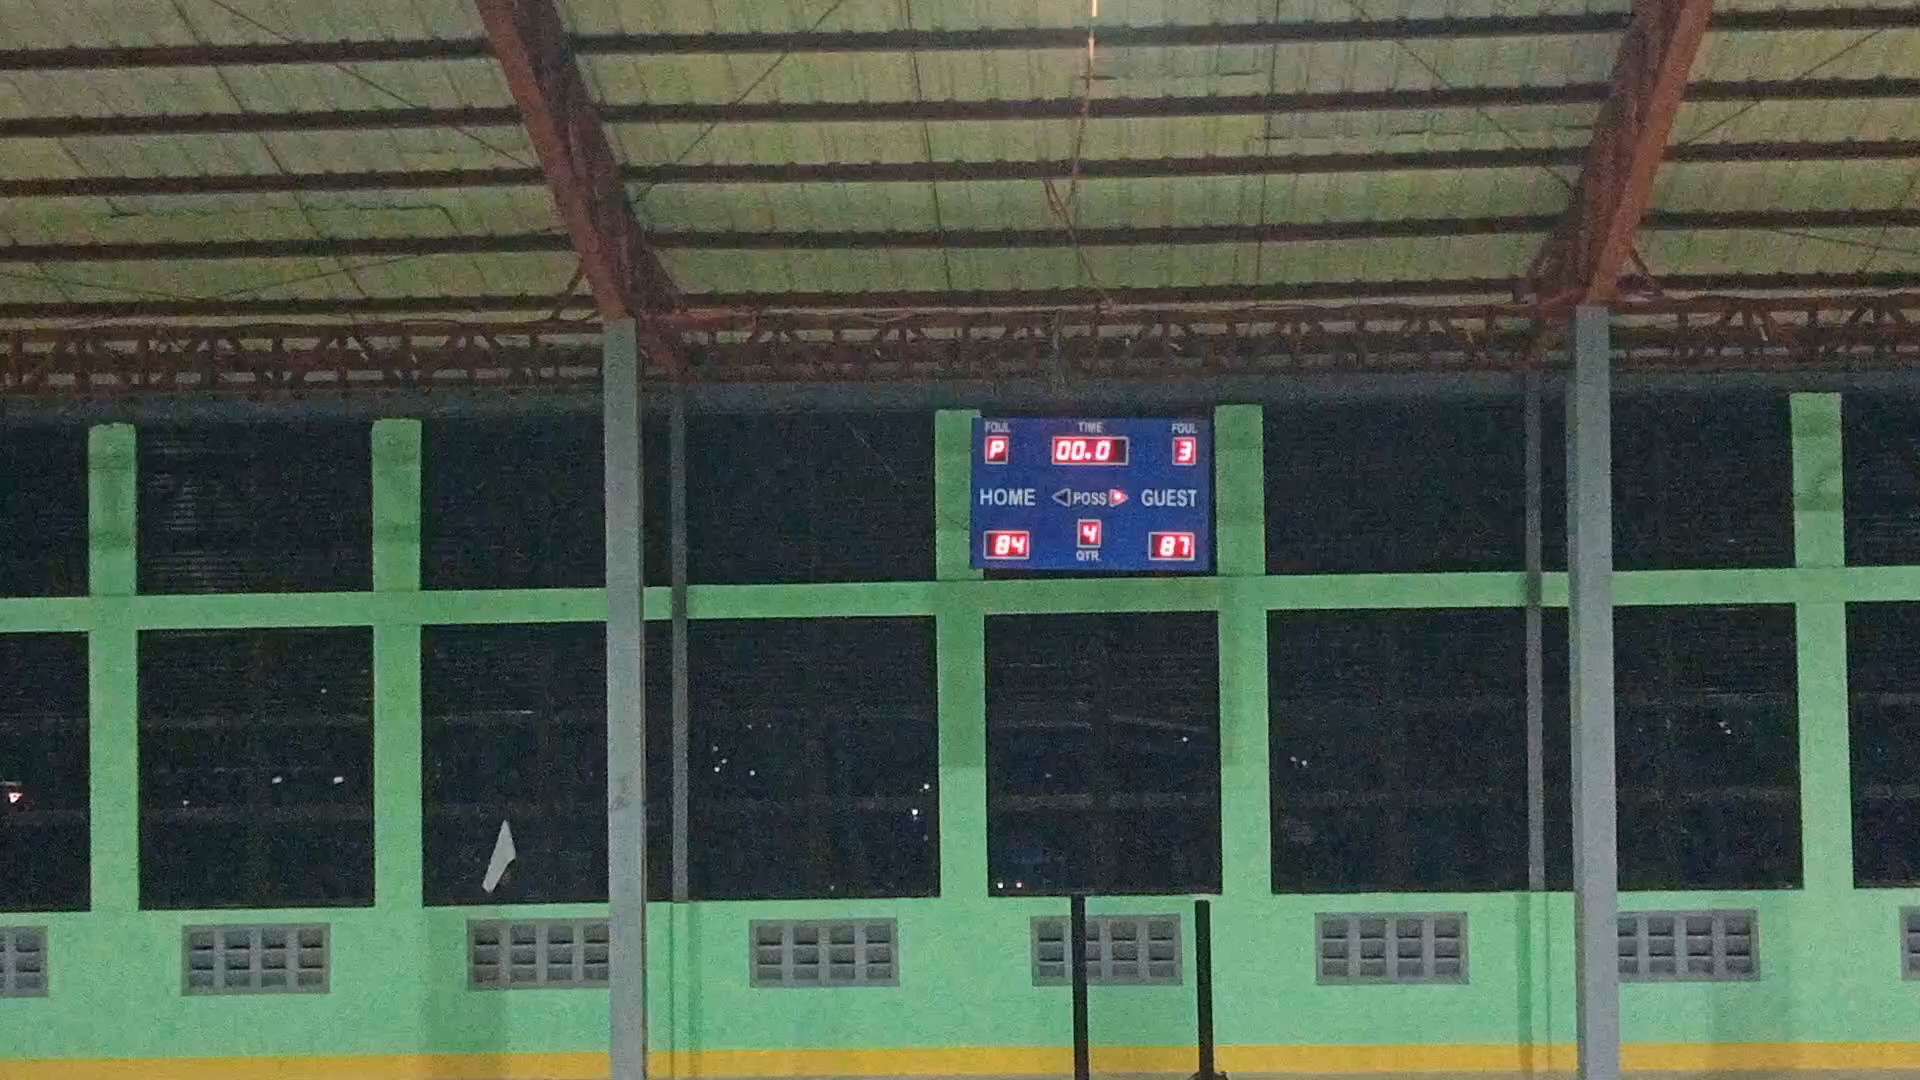 FOUL TIME FOUL
P 00.0 3
HOME POSS GUEST
84 4 87
QTR.